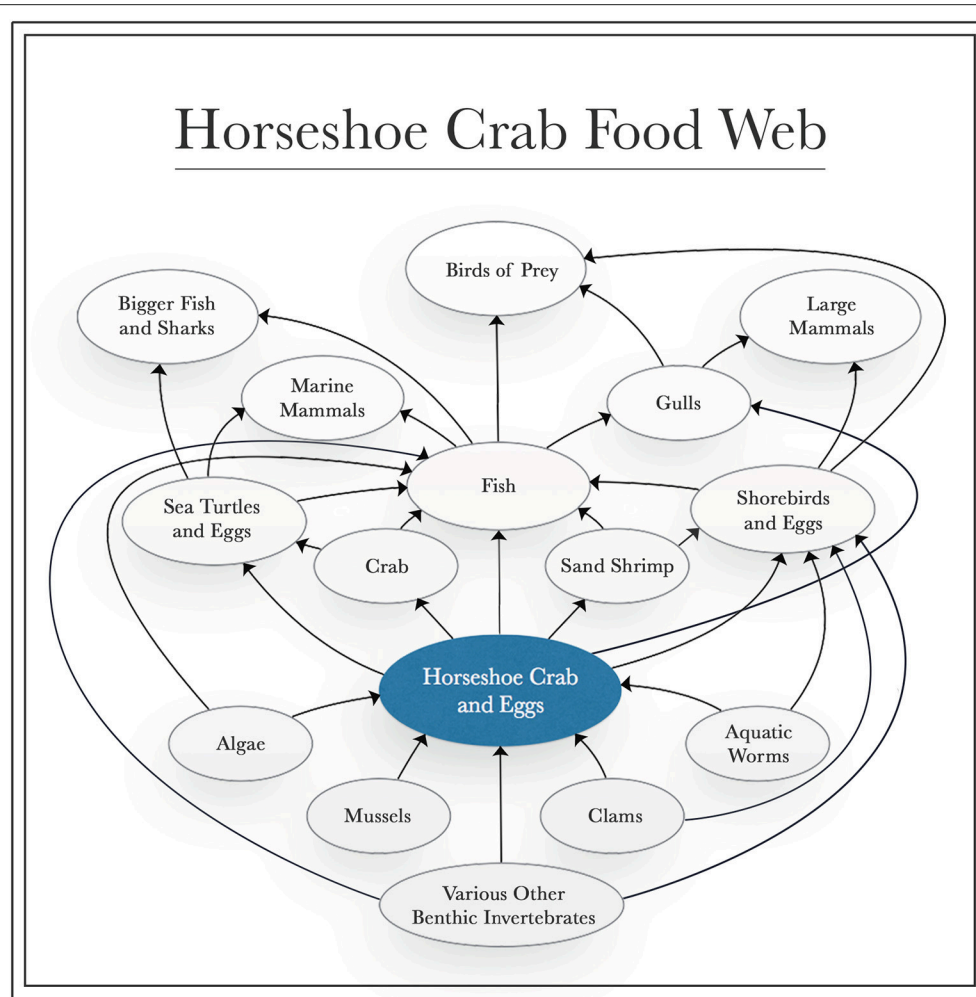 Horseshoe Crab Food Web
Birds of Prey
Bigger Fish
and Sharks
Large
Mammals
Marine
Mammals
Gulls
Fish
Sea Turtles
and Eggs
Shorebirds
and Eggs
Crab
Sand Shrimp
Horseshoe Crab
and Eggs
Algae
Aquatic
Worms
Mussels
Clams
Various Other
Benthic Invertebrates